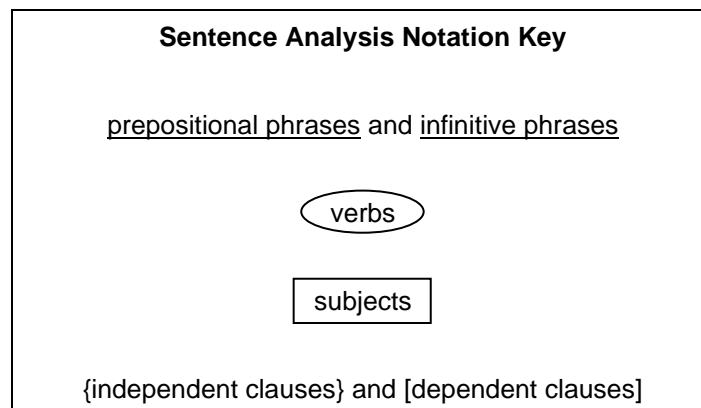 Sentence Analysis Notation Key
prepositional phrases and infinitive phrases
verbs
subjects
{independent clauses} and [dependent clauses]